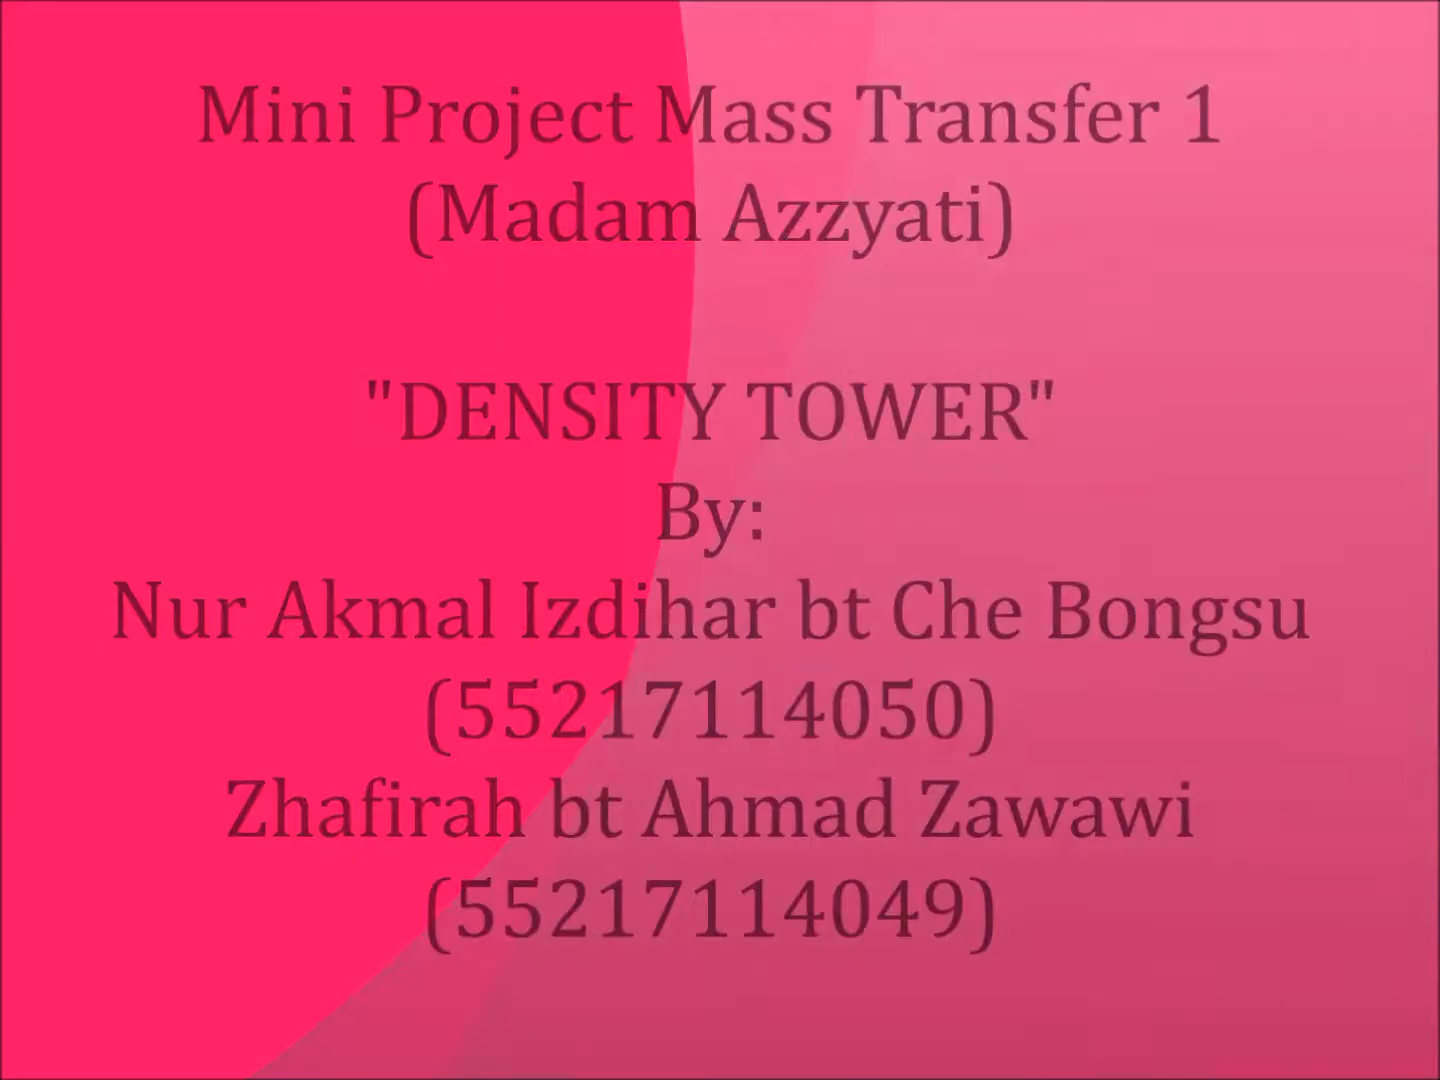 Mini Project Mass Transfer 1
(Madam Azzyati)
"DENSITY TOWER"
By:
Nur Akmal Izdihar bt Che Bongsu
(55217114050)
Zhafirah bt Ahmad Zawawi
(55217114049)